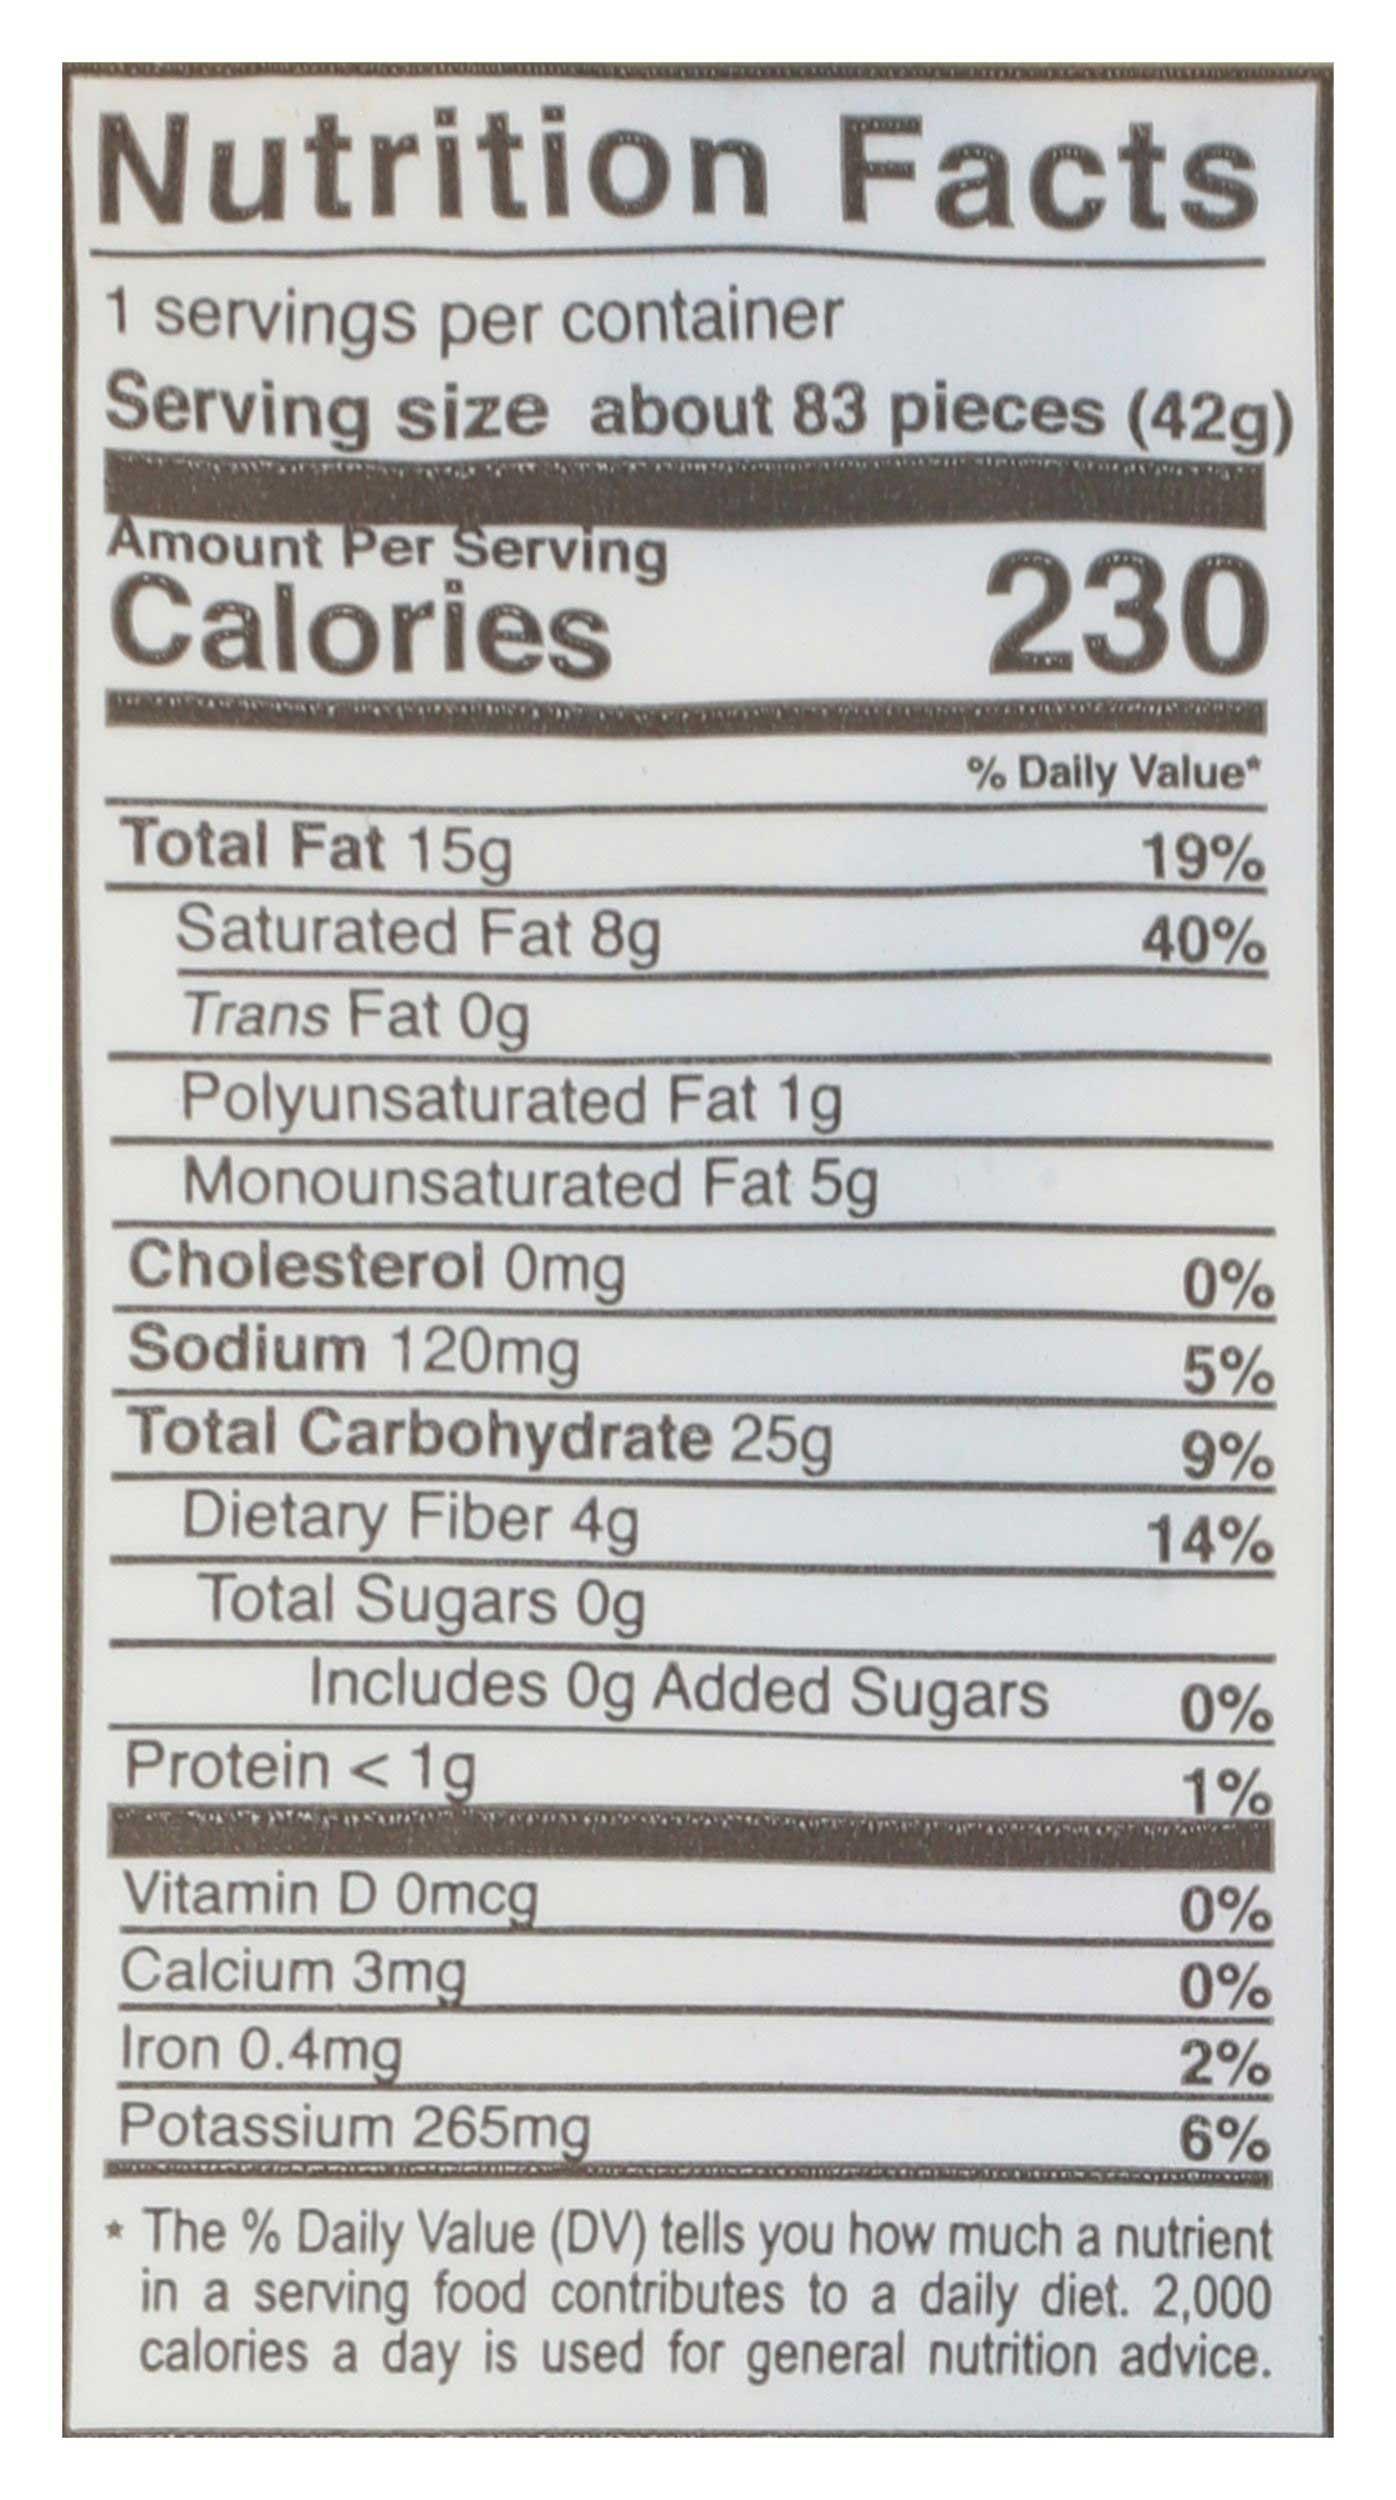 Nutrition Facts
1 servings per container
Serving size about 83 pieces (42g)
Amount Per Serving
Calories 230
% Daily Value*
Total Fat 15g 19%
Saturated Fat 8g 40%
Trans Fat 0g
Polyunsaturated Fat 1g
Monounsaturated Fat 5g
Cholesterol 0mg 0%
Sodium 120mg 5%
Total Carbohydrate 25g 9%
Dietary Fiber 4g 14%
Total Sugars 0g
Includes 0g Added Sugars 0%
Protein < 1g 1%
Vitamin D 0mcg 0%
Calcium 3mg 0%
Iron 0.4mg 2%
Potassium 265mg 6%
* The % Daily Value (DV) tells you how much a nutrient
in a serving food contributes to a daily diet. 2,000
calories a day is used for general nutrition advice.